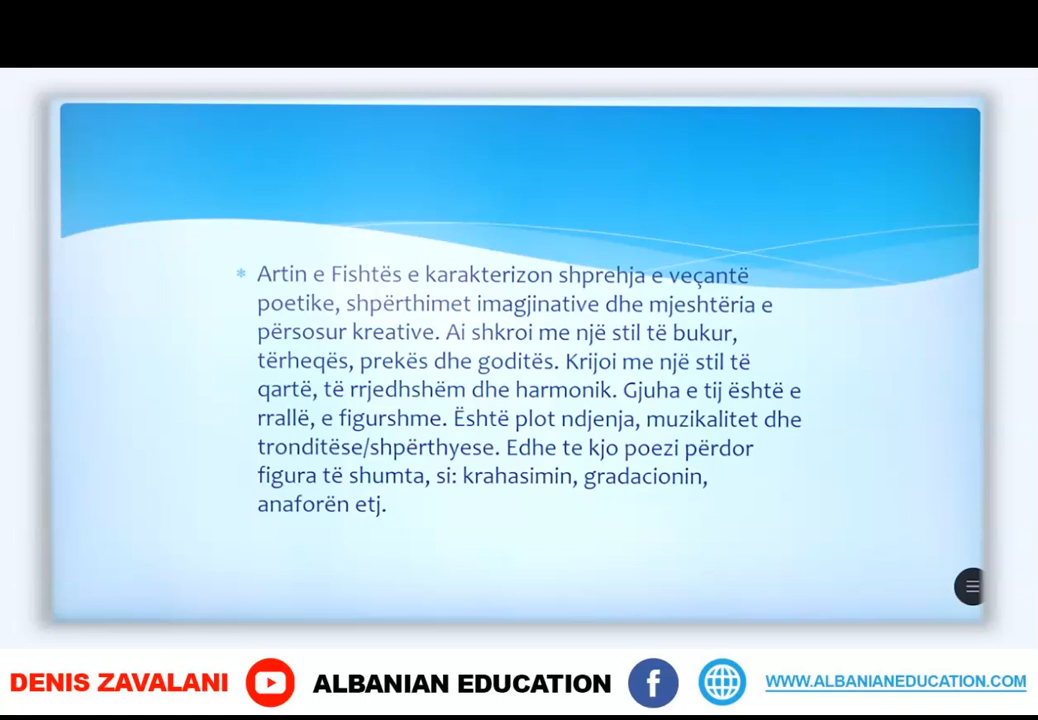 Artin e Fishtës e karakterizon shprehja e veçantë
poetike, shpërthimet imagjinative dhe mjeshtëria e
përsosur kreative. Ai shkroi me një stil të bukur,
tërheqës, prekës dhe goditës. Krijoi me një stil të
qartë, të rrjedhshëm dhe harmonik. Gjuha e tij është e
rrallë, e figurshme. Është plot ndjenja, muzikalitet dhe
tronditëse/shpërthyese. Edhe te kjo poezi përdor
figura të shumta, si: krahasimin, gradacionin,
anaforën etj.
DENIS ZAVALANI ALBANIAN EDUCATION f WWW.ALBANIANEDUCATION.COM